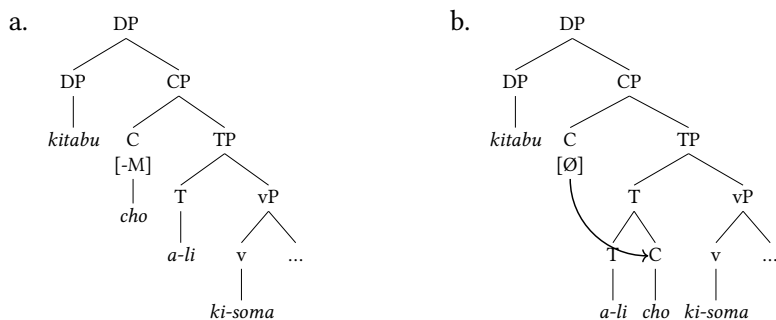 a.
DP
DP CP
kitabu C TP
[-M]
cho T vP
a-li v ...
ki-soma
b.
DP
DP CP
kitabu C TP
[Ø]
T vP
T C v ...
a-li cho ki-soma